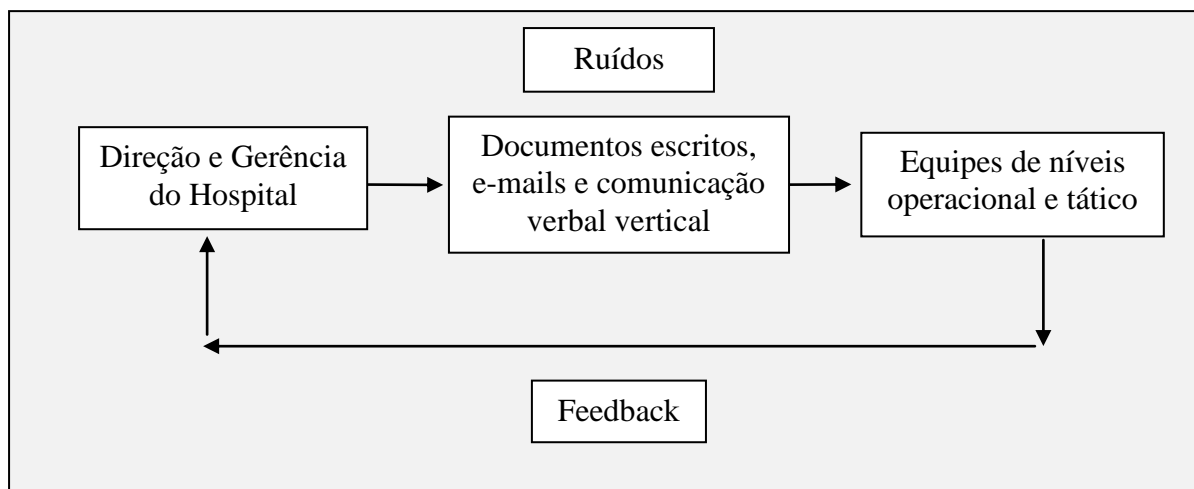 Ruídos
Direção e Gerência
do Hospital
Documentos escritos,
e-mails e comunicação
verbal vertical
Equipes de níveis
operacional e tático
Feedback